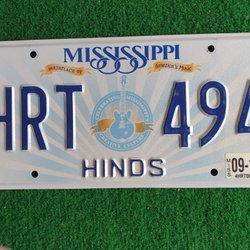 MISSISSIPPI
BIRTHPLACE OF AMERICA'S MUSIC
HRT 494
HINDS
09-